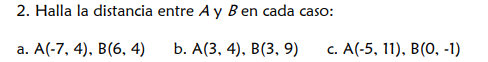 2. Halla la distancia entre A y B en cada caso:
a. A(-7, 4), B(6, 4) b. A(3, 4), B(3, 9) c. A(-5, 11), B(0, -1)